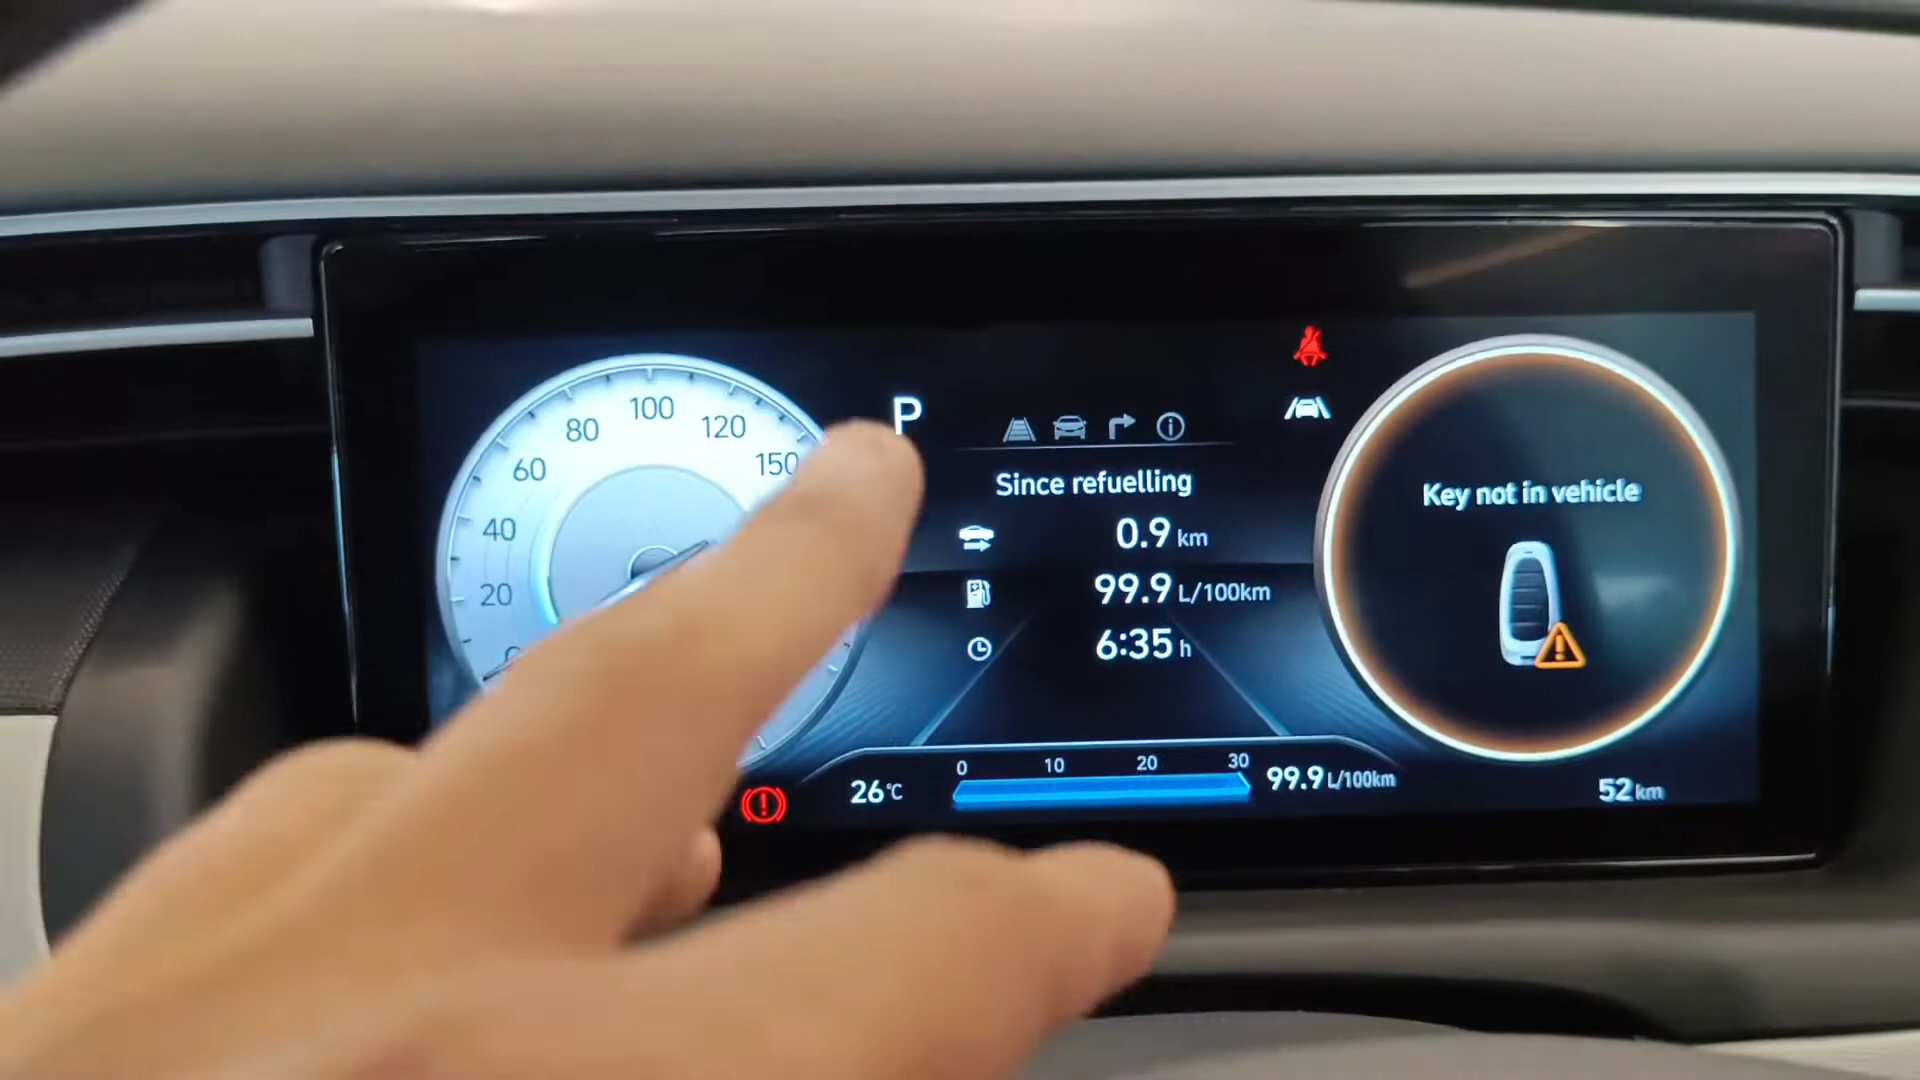 80
100
120
60
150
40
20
P
Since refuelling
0.9 km
99.9 L/100km
6:35 h
Key not in vehicle
26°C
0 10 20 30
99.9 L/100km
52 km